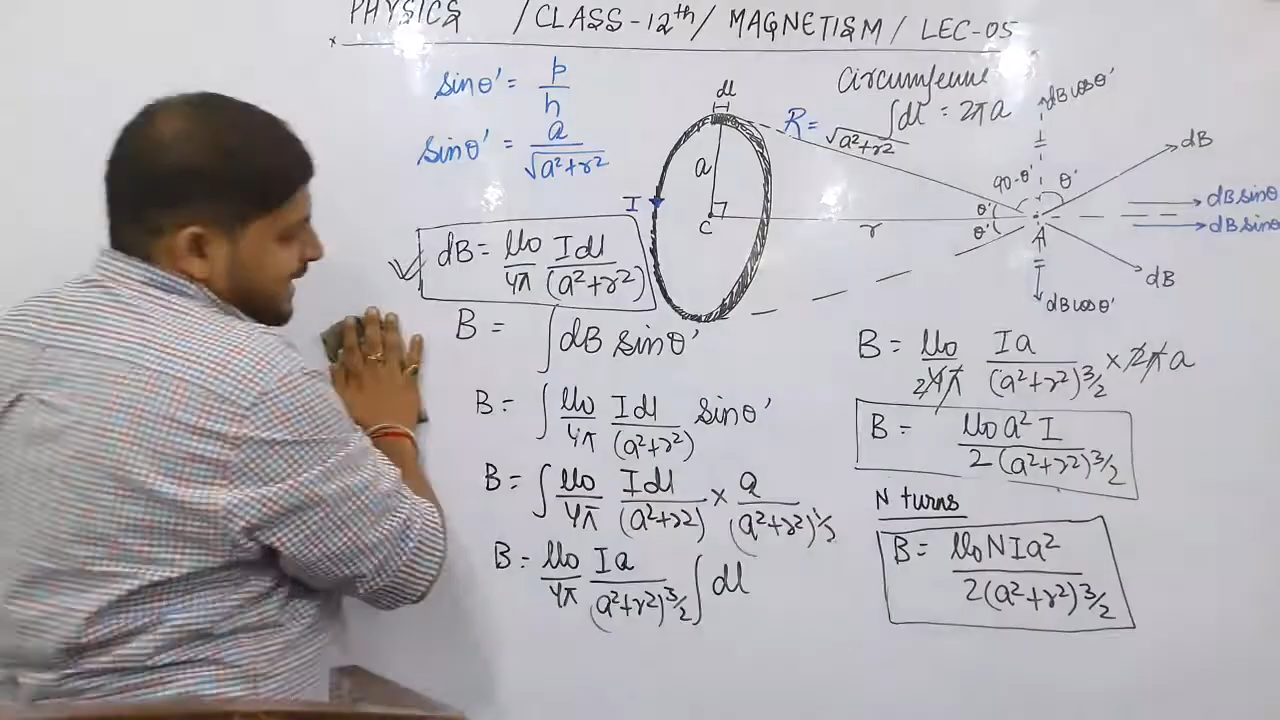 PHYSICS /CLASS-12th/ MAGNETISM/ LEC-05
sinθ' = p/h
sinθ' = a/√a²+r²
dB = μ₀/4π Idl/(a²+r²)
B = ∫dB sinθ'
B = ∫ μ₀/4π Idl/(a²+r²) sinθ'
B = ∫ μ₀/4π Idl/(a²+r²) × a/(a²+r²)^1/2
B = μ₀/4π Ia/(a²+r²)^3/2 ∫dl
dl
a
I
C
R = √a²+r²
Circumference
∫dl = 2πa
dB cosθ'
dB
90-θ'
θ'
θ'
θ'
r
A
dB sinθ
dB sinθ
dB
dB cosθ'
B = μ₀/2 4π Ia/(a²+r²)^3/2 × 2πa
B = μ₀a²I/2(a²+r²)^3/2
N turns
B = μ₀NIa²/2(a²+r²)^3/2